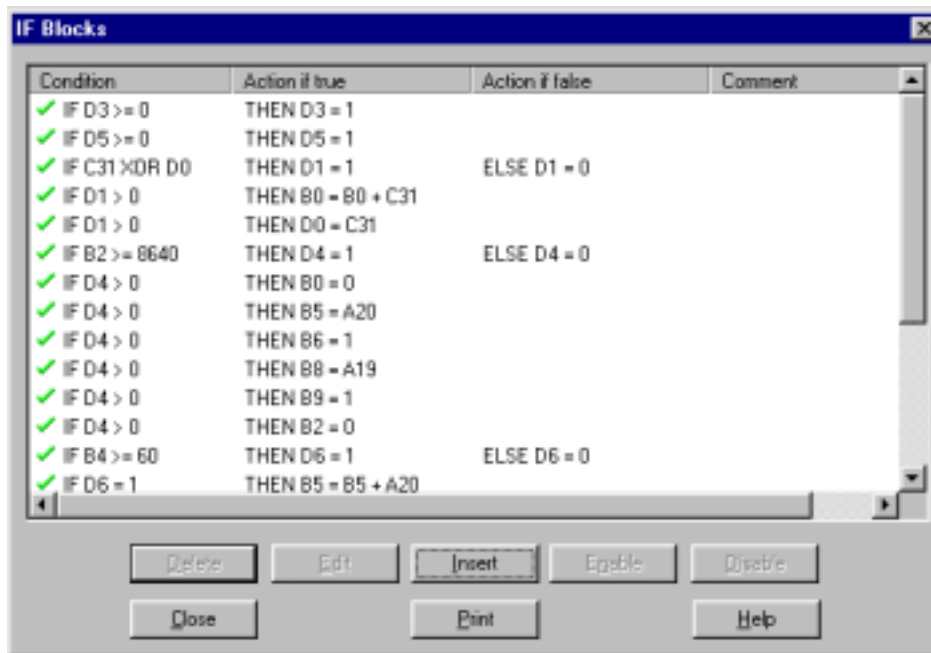 IF Blocks
Condition Action if true Action if false Comment
IF D3 >= 0 THEN D3 = 1
IF D5 >= 0 THEN D5 = 1
IF C31 XOR D0 THEN D1 = 1 ELSE D1 = 0
IF D1 > 0 THEN B0 = B0 + C31
IF D1 > 0 THEN D0 = C31
IF B2 >= 8640 THEN D4 = 1 ELSE D4 = 0
IF D4 > 0 THEN B0 = 0
IF D4 > 0 THEN B5 = A20
IF D4 > 0 THEN B6 = 1
IF D4 > 0 THEN B8 = A19
IF D4 > 0 THEN B9 = 1
IF D4 > 0 THEN B2 = 0
IF B4 >= 60 THEN D6 = 1 ELSE D6 = 0
IF D6 = 1 THEN B5 = B5 + A20
Delete Edit Insert Enable Disable
Close Print Help